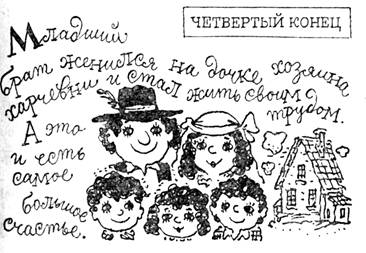 ЧЕТВЕРТЫЙ КОНЕЦ
Младший
брат женился на дочке хозяина
харчевни и стал жить своим
трудом.
А это
и есть
самое
большое
счастье.